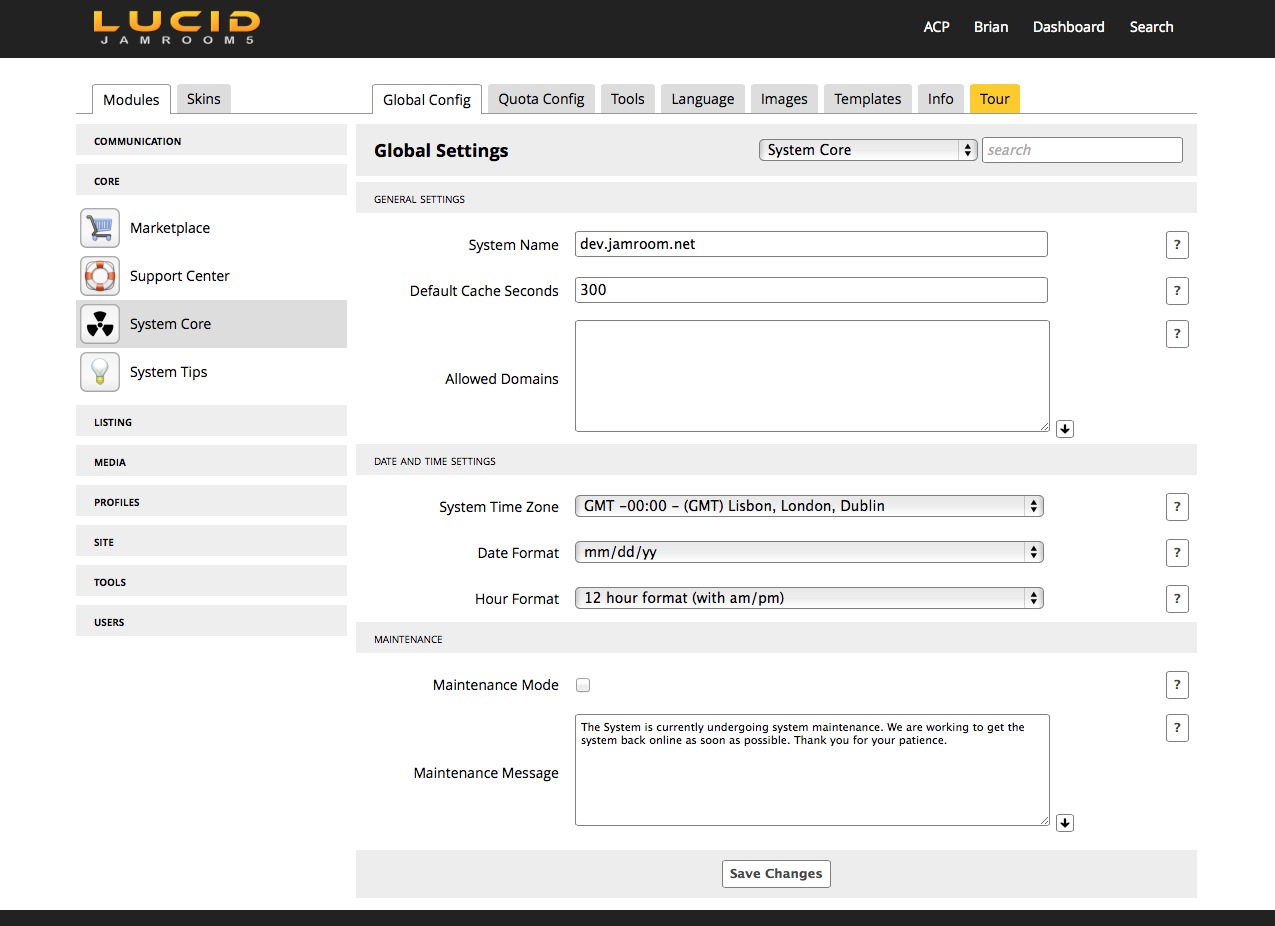 LUCID
JAMROOM5
ACP Brian Dashboard Search
Modules Skins
Global Config Quota Config Tools Language Images Templates Info Tour
COMMUNICATION
CORE
Marketplace
Support Center
System Core
System Tips
LISTING
MEDIA
PROFILES
SITE
TOOLS
USERS
Global Settings System Core search
GENERAL SETTINGS
System Name dev.jamroom.net ?
Default Cache Seconds 300 ?
Allowed Domains ?
DATE AND TIME SETTINGS
System Time Zone GMT -00:00 - (GMT) Lisbon, London, Dublin ?
Date Format mm/dd/yy ?
Hour Format 12 hour format (with am/pm) ?
MAINTENANCE
Maintenance Mode ?
Maintenance Message ?
The System is currently undergoing system maintenance. We are working to get the
system back online as soon as possible. Thank you for your patience.
Save Changes